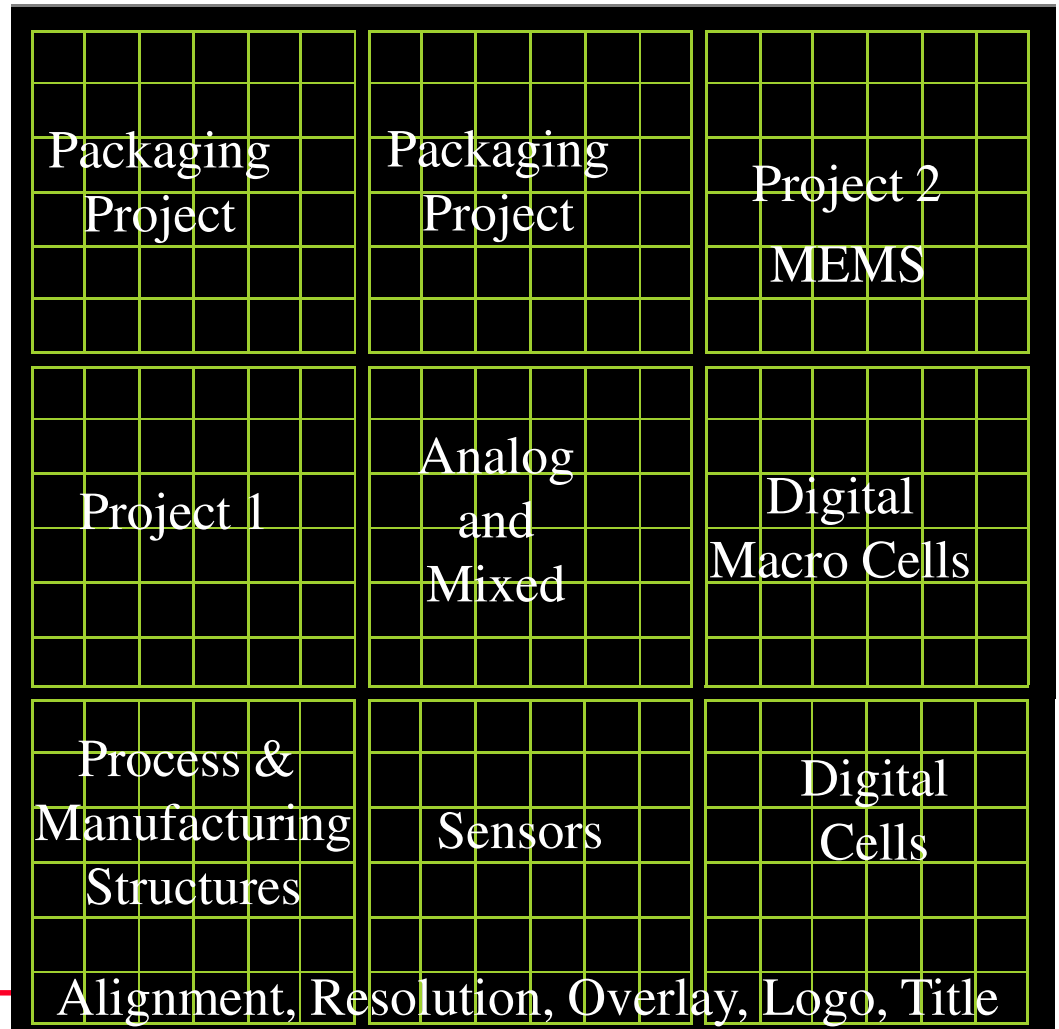 Packaging
Project
Packaging
Project
Project 2
MEMS
Project 1
Analog
and
Mixed
Digital
Macro Cells
Process &
Manufacturing
Structures
Sensors
Digital
Cells
Alignment, Resolution, Overlay, Logo, Title